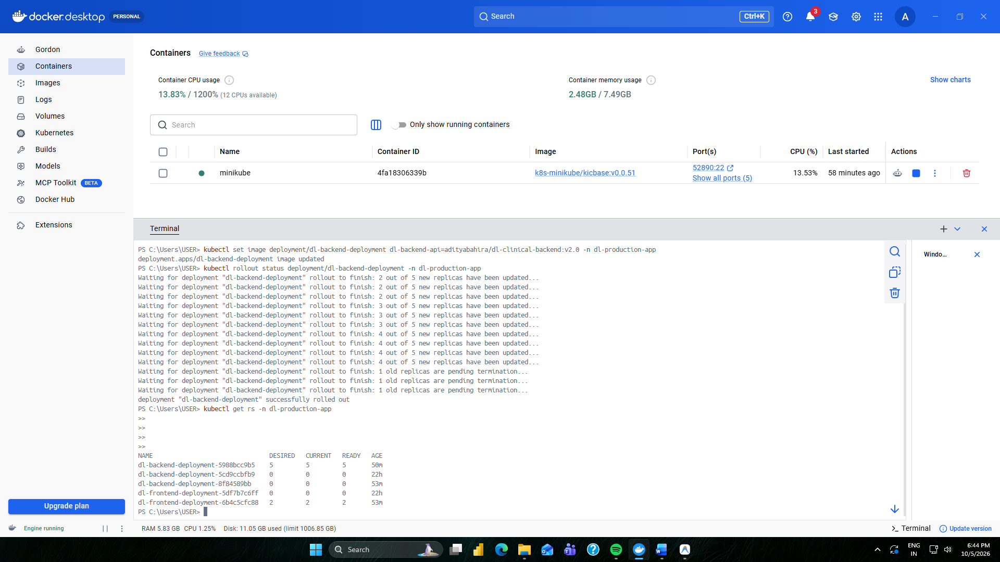 docker desktop PERSONAL
Search Ctrl+K
3
A
Gordon
Containers
Images
Logs
Volumes
Kubernetes
Builds
Models
MCP Toolkit BETA
Docker Hub
Extensions
Upgrade plan
Containers Give feedback
Container CPU usage
13.83% / 1200% (12 CPUs available)
Container memory usage
2.48GB / 7.49GB
Show charts
Search
Only show running containers
Name Container ID Image Port(s) CPU (%) Last started Actions
minikube 4fa18306339b k8s-minikube/kicbase:v0.0.51 52890:22 13.53% 58 minutes ago
Show all ports (5)
Terminal
Windo...
PS C:\Users\USER> kubectl set image deployment/dl-backend-deployment dl-backend-api=adityabahira/dl-clinical-backend:v2.0 -n dl-production-app
deployment.apps/dl-backend-deployment image updated
PS C:\Users\USER> kubectl rollout status deployment/dl-backend-deployment -n dl-production-app
Waiting for deployment "dl-backend-deployment" rollout to finish: 2 out of 5 new replicas have been updated...
Waiting for deployment "dl-backend-deployment" rollout to finish: 2 out of 5 new replicas have been updated...
Waiting for deployment "dl-backend-deployment" rollout to finish: 2 out of 5 new replicas have been updated...
Waiting for deployment "dl-backend-deployment" rollout to finish: 3 out of 5 new replicas have been updated...
Waiting for deployment "dl-backend-deployment" rollout to finish: 3 out of 5 new replicas have been updated...
Waiting for deployment "dl-backend-deployment" rollout to finish: 3 out of 5 new replicas have been updated...
Waiting for deployment "dl-backend-deployment" rollout to finish: 4 out of 5 new replicas have been updated...
Waiting for deployment "dl-backend-deployment" rollout to finish: 4 out of 5 new replicas have been updated...
Waiting for deployment "dl-backend-deployment" rollout to finish: 4 out of 5 new replicas have been updated...
Waiting for deployment "dl-backend-deployment" rollout to finish: 4 out of 5 new replicas have been updated...
Waiting for deployment "dl-backend-deployment" rollout to finish: 1 old replicas are pending termination...
Waiting for deployment "dl-backend-deployment" rollout to finish: 1 old replicas are pending termination...
Waiting for deployment "dl-backend-deployment" rollout to finish: 1 old replicas are pending termination...
deployment "dl-backend-deployment" successfully rolled out
PS C:\Users\USER> kubectl get rs -n dl-production-app
>>
>>
>>
>>
NAME DESIRED CURRENT READY AGE
dl-backend-deployment-5988bcc9b5 5 5 5 50m
dl-backend-deployment-5cd9ccbfb9 0 0 0 22h
dl-backend-deployment-8f84589bb 0 0 0 53m
dl-frontend-deployment-5df7b7c6ff 0 0 0 22h
dl-frontend-deployment-6b4c5cfc88 2 2 2 53m
PS C:\Users\USER>
Engine running
RAM 5.83 GB CPU 1.25% Disk: 11.05 GB used (limit 1006.85 GB)
Terminal
Update version
Search
ENG
IN
6:44 PM
10/5/2026